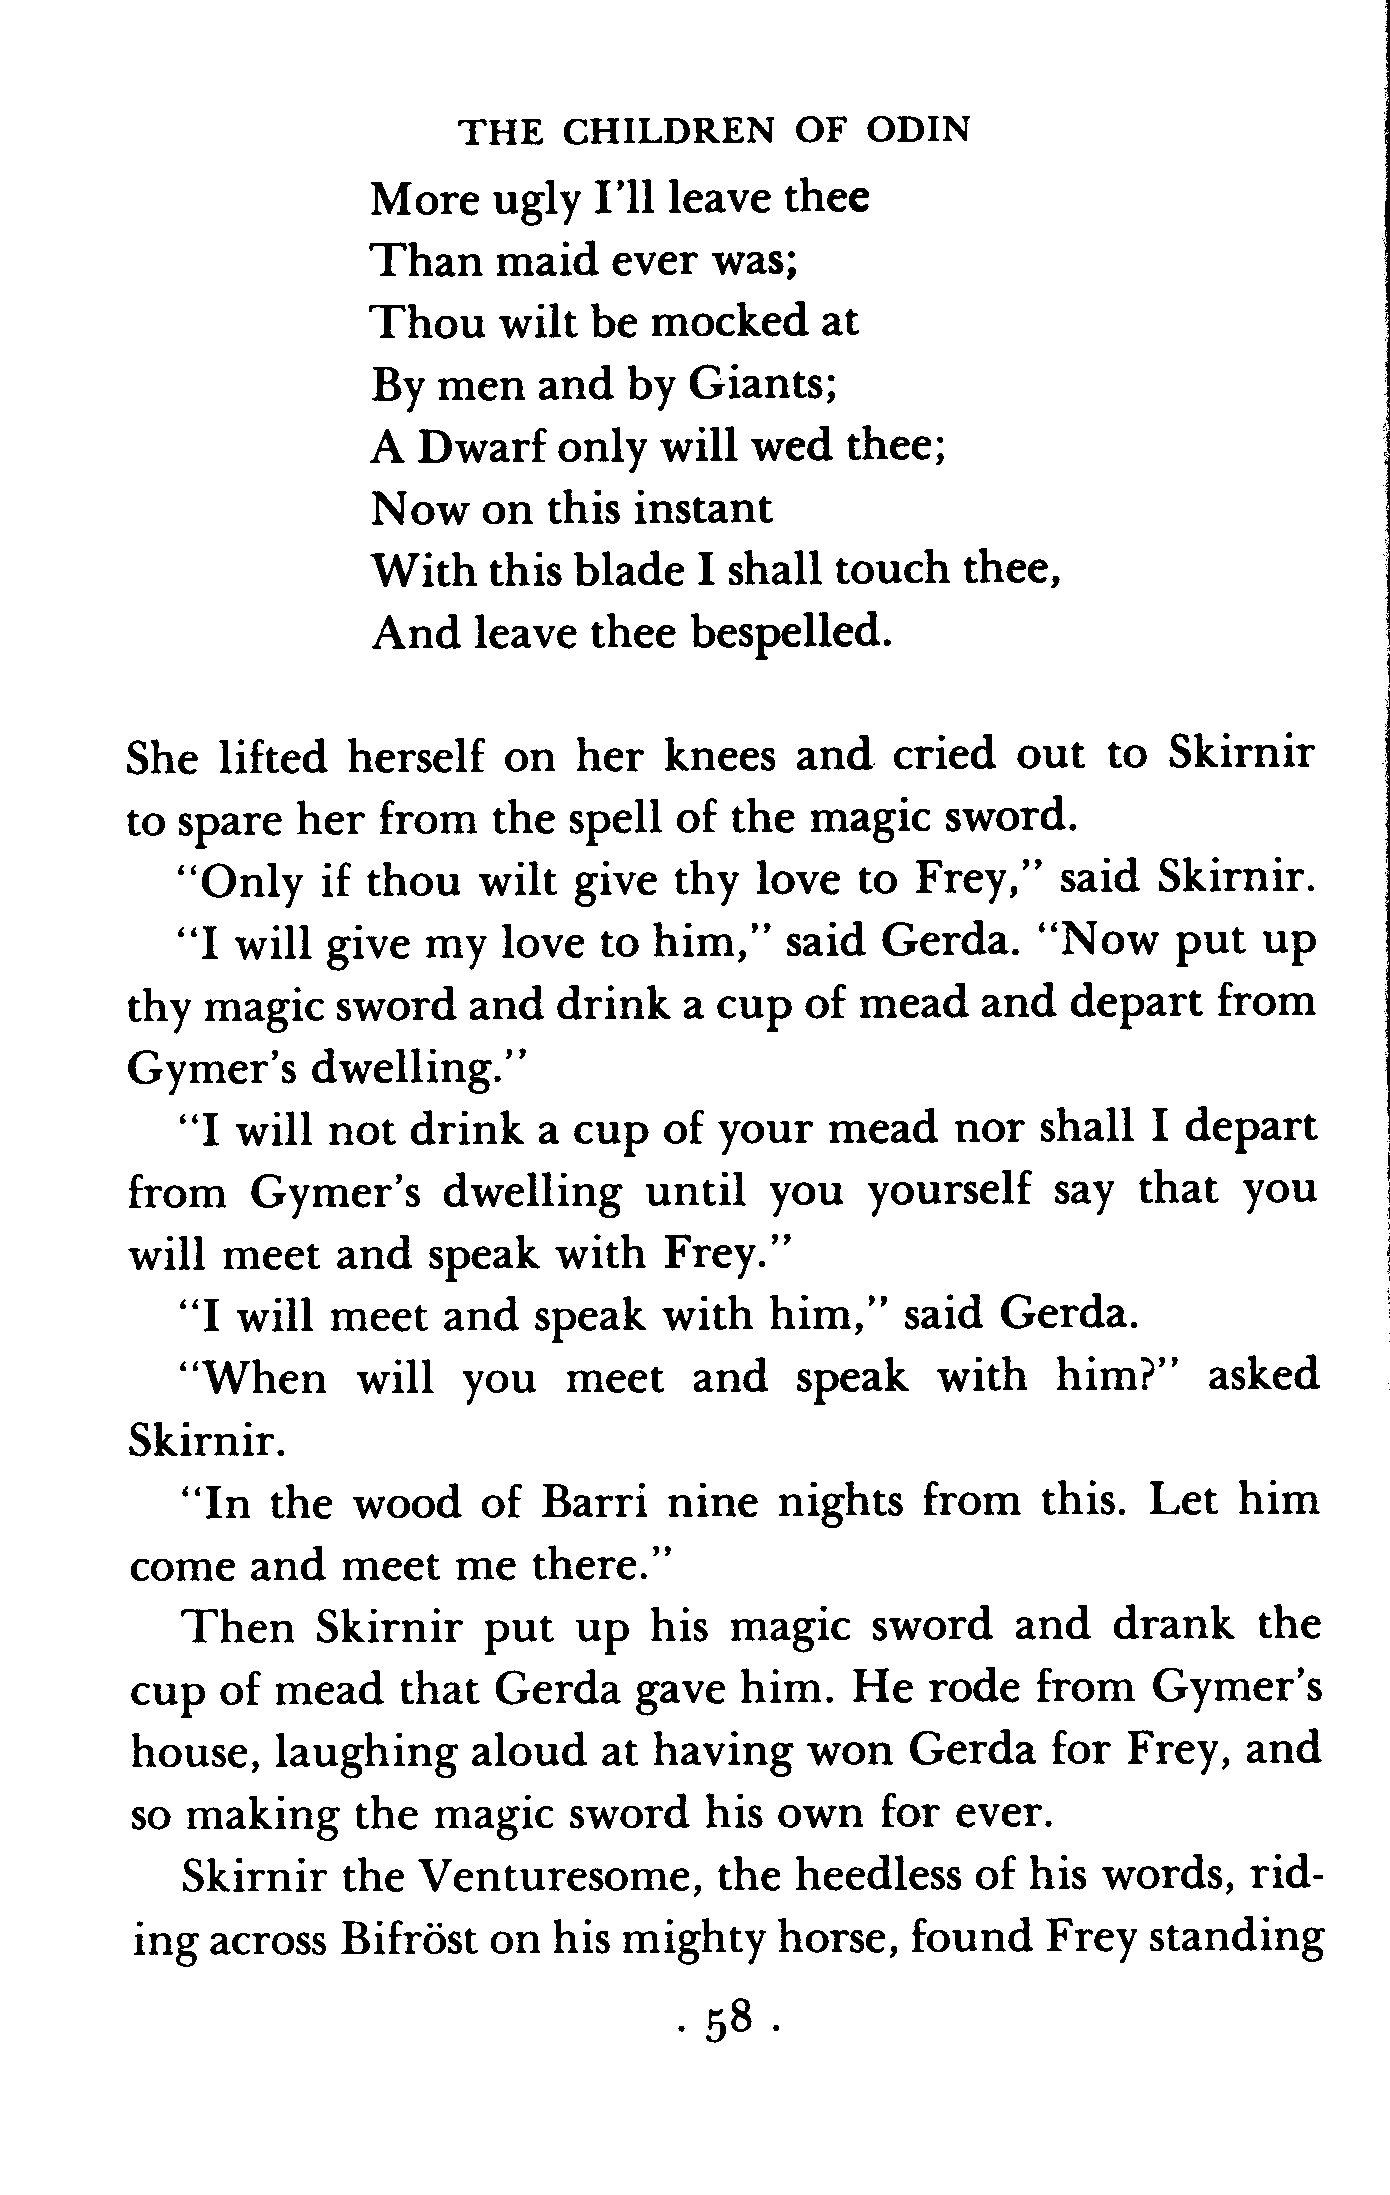 THE CHILDREN OF ODIN
More ugly I'll leave thee
Than maid ever was;
Thou wilt be mocked at
By men and by Giants;
A Dwarf only will wed thee;
Now on this instant
With this blade I shall touch thee,
And leave thee bespelled.
She lifted herself on her knees and cried out to Skirnir
to spare her from the spell of the magic sword.
"Only if thou wilt give thy love to Frey," said Skirnir.
"I will give my love to him," said Gerda. "Now put up
thy magic sword and drink a cup of mead and depart from
Gymer's dwelling."
"I will not drink a cup of your mead nor shall I depart
from Gymer's dwelling until you yourself say that you
will meet and speak with Frey."
"I will meet and speak with him," said Gerda.
"When will you meet and speak with him?" asked
Skirnir.
"In the wood of Barri nine nights from this. Let him
come and meet me there."
Then Skirnir put up his magic sword and drank the
cup of mead that Gerda gave him. He rode from Gymer's
house, laughing aloud at having won Gerda for Frey, and
so making the magic sword his own for ever.
Skirnir the Venturesome, the heedless of his words, rid-
ing across Bifröst on his mighty horse, found Frey standing
· 58 ·